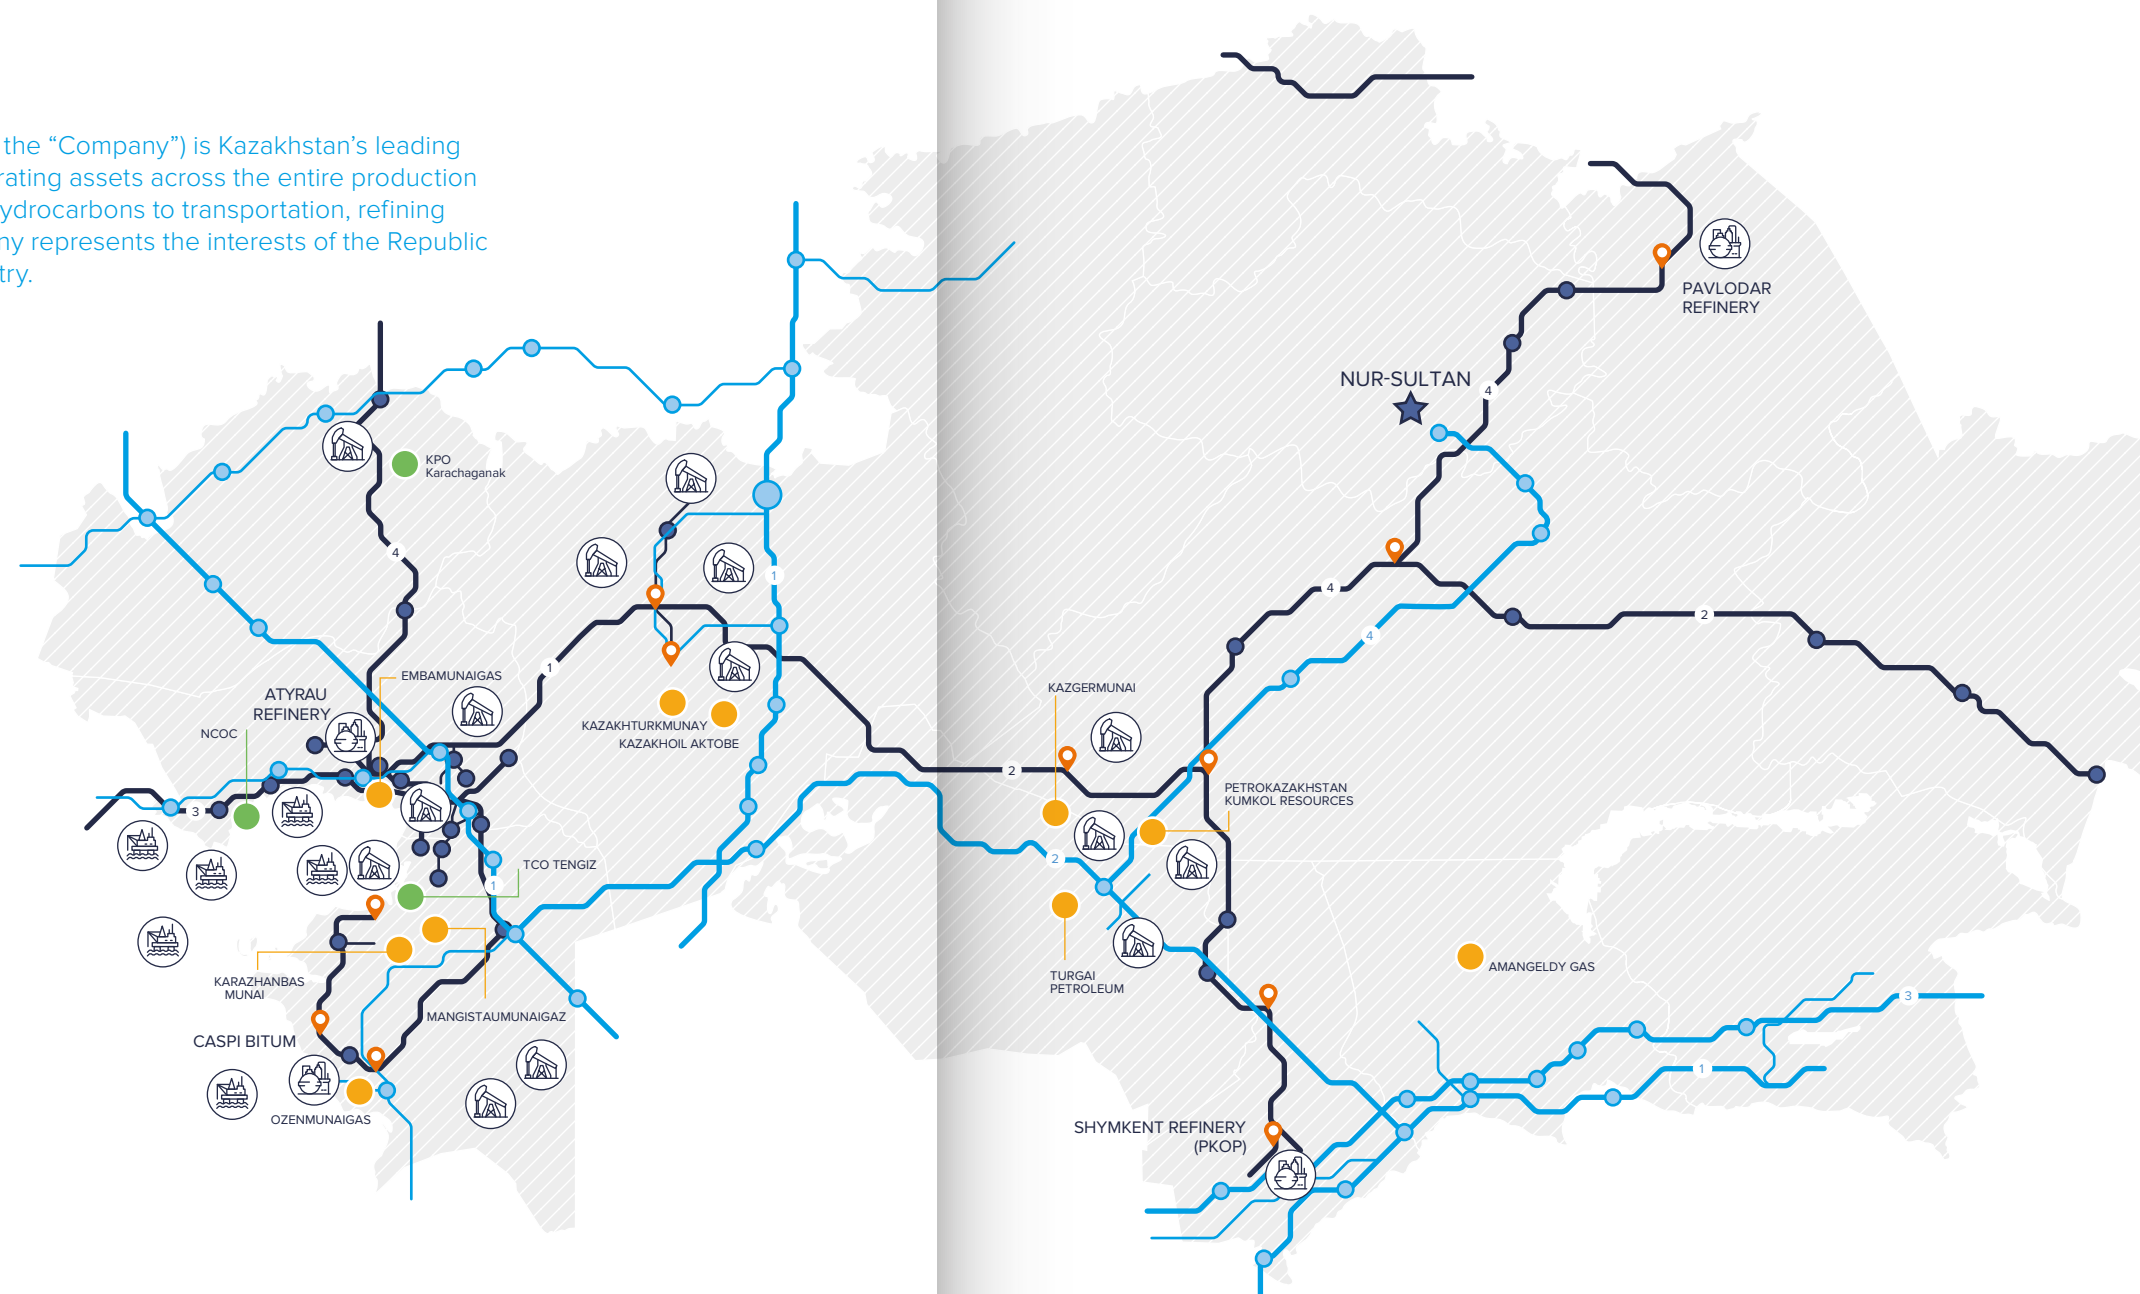 the “Company”) is Kazakhstan’s leading
rating assets across the entire production
ydrocarbons to transportation, refining
ny represents the interests of the Republic
try.
PAVLODAR
REFINERY
NUR-SULTAN
4
KPO
Karachaganak
4
1
4
2
4
1
EMBAMUNAIGAS
ATYRAU
REFINERY
NCOC
KAZAKHTURKMUNAY
KAZAKHOIL AKTOBE
KAZGERMUNAI
2
PETROKAZAKHSTAN
KUMKOL RESOURCES
3
2
TCO TENGIZ
1
KARAZHANBAS
MUNAI
MANGISTAUMUNAIGAZ
TURGAI
PETROLEUM
AMANGELDY GAS
3
CASPI BITUM
1
OZENMUNAIGAS
SHYMKENT REFINERY
(PKOP)